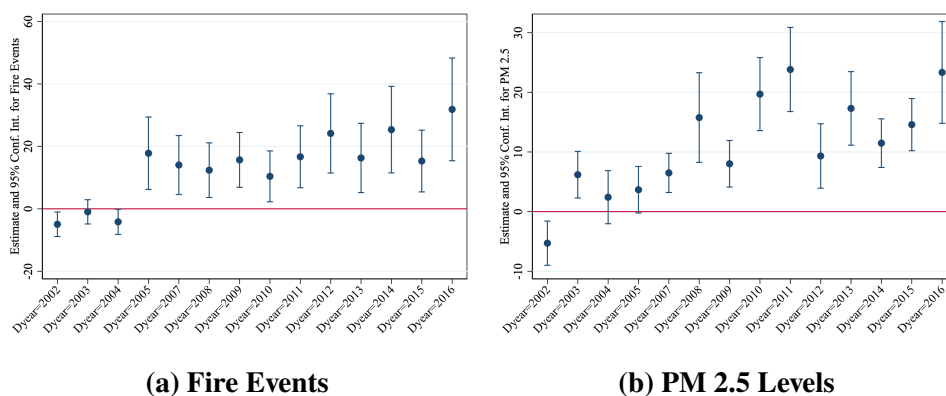 Estimate and 95% Conf. Int. for Fire Events
60
40
20
0
-20
Dyear=2002
Dyear=2003
Dyear=2004
Dyear=2005
Dyear=2007
Dyear=2008
Dyear=2009
Dyear=2010
Dyear=2011
Dyear=2012
Dyear=2013
Dyear=2014
Dyear=2015
Dyear=2016
(a) Fire Events
Estimate and 95% Conf. Int. for PM 2.5
30
20
10
0
-10
Dyear=2002
Dyear=2003
Dyear=2004
Dyear=2005
Dyear=2007
Dyear=2008
Dyear=2009
Dyear=2010
Dyear=2011
Dyear=2012
Dyear=2013
Dyear=2014
Dyear=2015
Dyear=2016
(b) PM 2.5 Levels